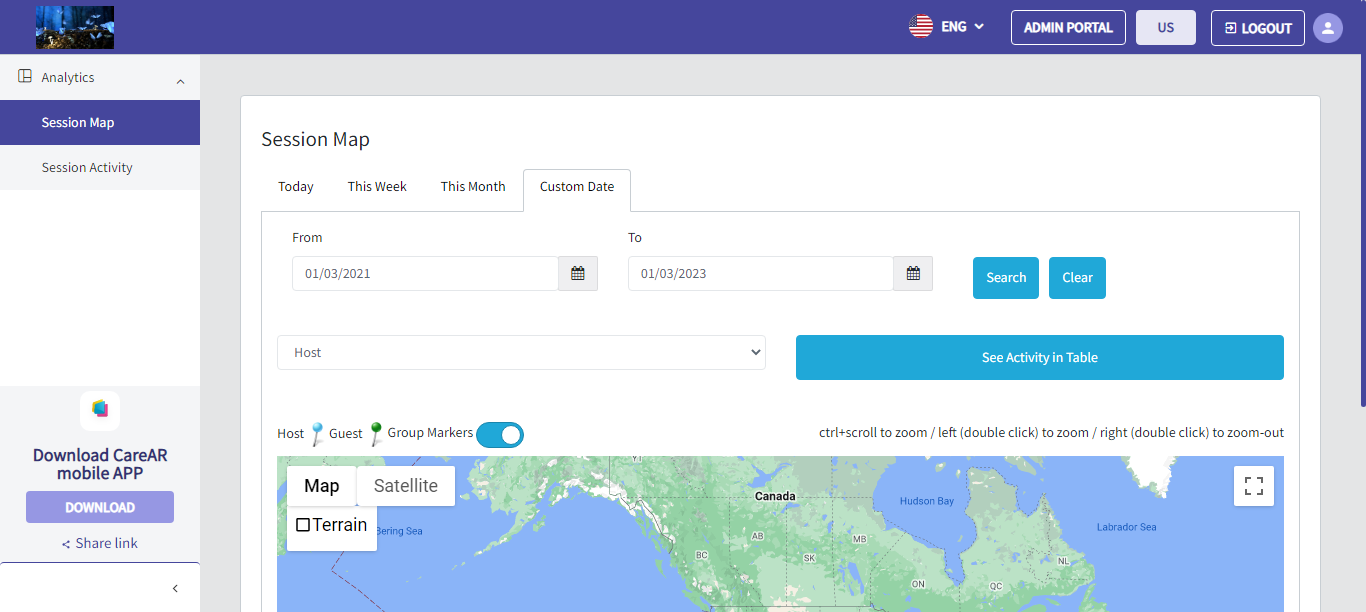 ENG
ADMIN PORTAL
US
LOGOUT
Analytics
Session Map
Session Activity
Download CareAR
mobile APP
DOWNLOAD
Share link
Session Map
Today
This Week
This Month
Custom Date
From
To
01/03/2021
01/03/2023
Search
Clear
Host
See Activity in Table
Host
Guest
Group Markers
ctrl+scroll to zoom / left (double click) to zoom / right (double click) to zoom-out
Map
Satellite
Terrain
YT
Canada
Hudson Bay
Bering Sea
Labrador Sea
BC
AB
SK
MB
ON
QC
NL